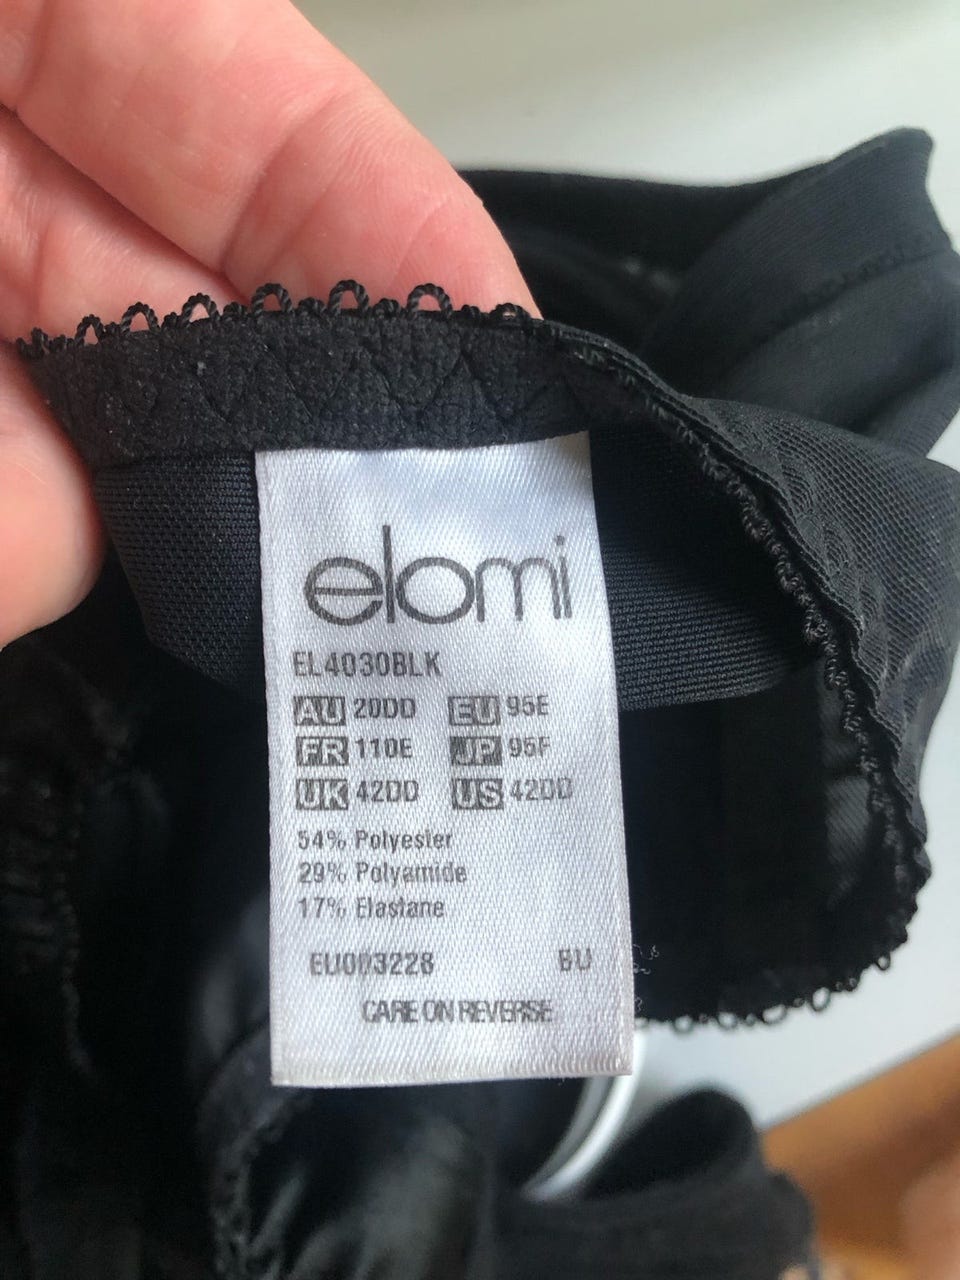 elomi
EL4030BLK
AU 20DD EU 95E
FR 110E JP 95F
UK 42DD US 42DD
54% Polyester
29% Polyamide
17% Elastane
EU003228 BU
CARE ON REVERSE